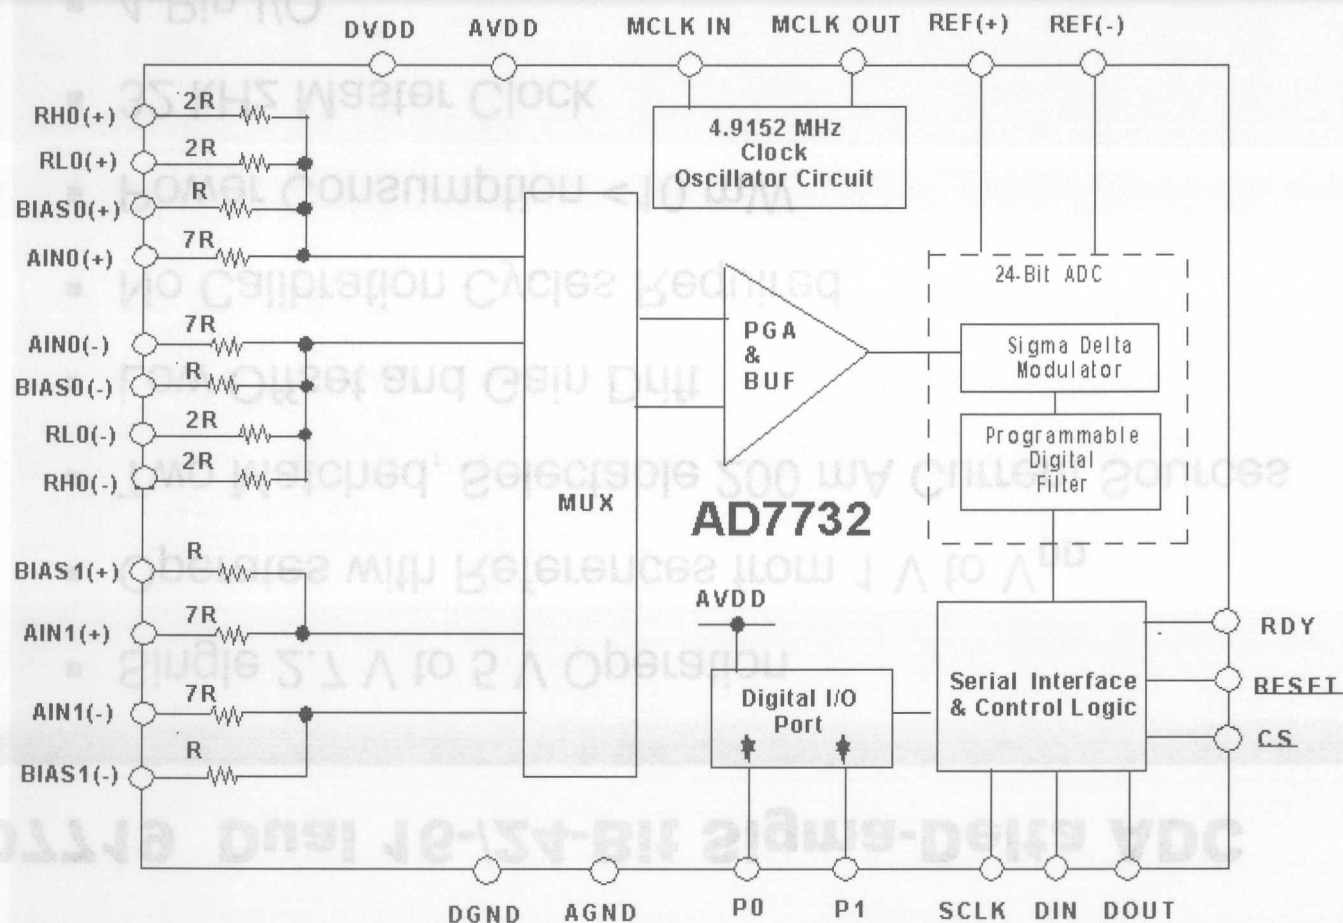 DVDD AVDD MCLK IN MCLK OUT REF(+) REF(-)
RH0(+) 2R
RL0(+) 2R
BIAS0(+) R
AIN0(+) 7R
AIN0(-) 7R
BIAS0(-) R
RL0(-) 2R
RH0(-) 2R
BIAS1(+) R
AIN1(+) 7R
AIN1(-) 7R
BIAS1(-) R
4.9152 MHz
Clock
Oscillator Circuit
MUX
PGA
&
BUF
24-Bit ADC
Sigma Delta
Modulator
Programmable
Digital
Filter
AD7732
AVDD
Digital I/O
Port
Serial Interface
& Control Logic
RDY
RESET
CS
DGND AGND P0 P1 SCLK DIN DOUT
4-Pin I/O
32 kHz Master Clock
Power Consumption <10 mW
No Calibration Cycles Required
Low Offset and Gain Drift
Two Matched, Selectable 200 mA Current Sources
Operates with References from 1 V to VDD
Single 2.7 V to 5 V Operation
D7719 Dual 16-/24-Bit Sigma-Delta ADC